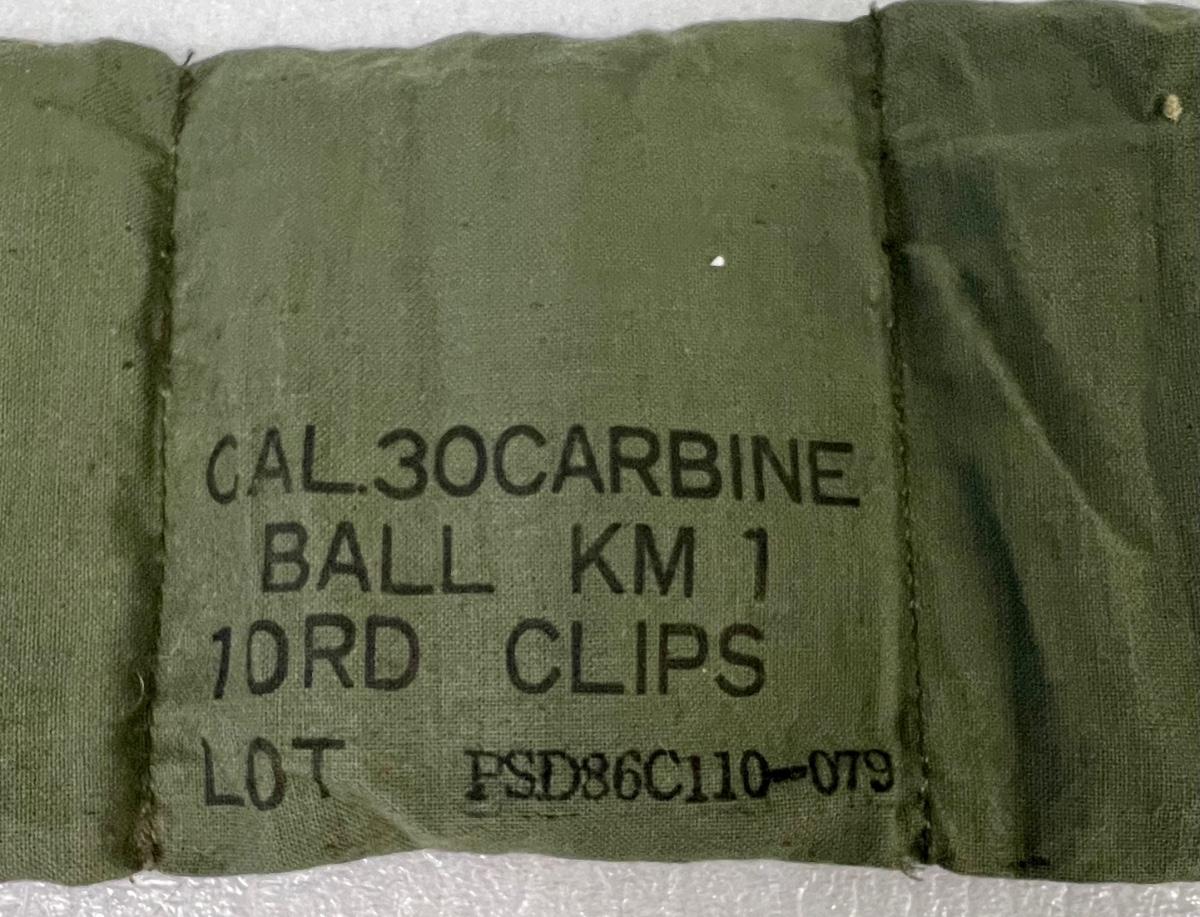 CAL.30CARBINE
BALL KM 1
10RD CLIPS
LOT PSD86C110-079